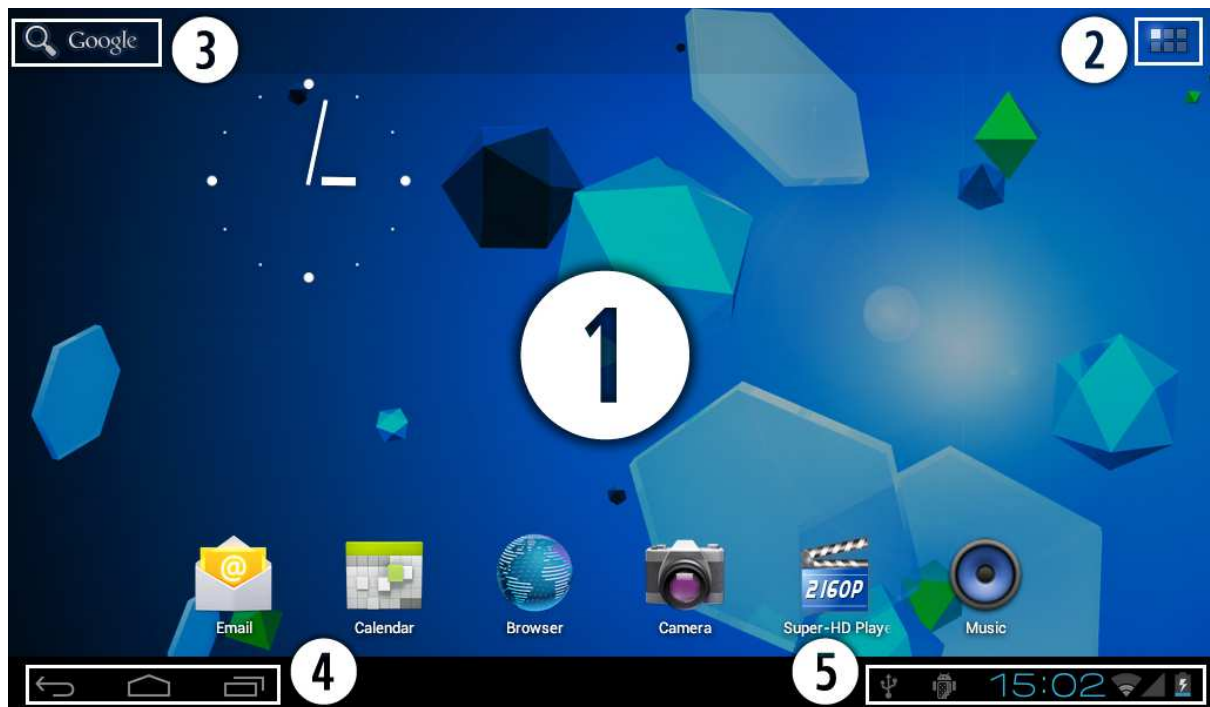 Google
3
2
1
2160P
Email
Calendar
Browser
Camera
Super-HD Playe
Music
4
5
15:02